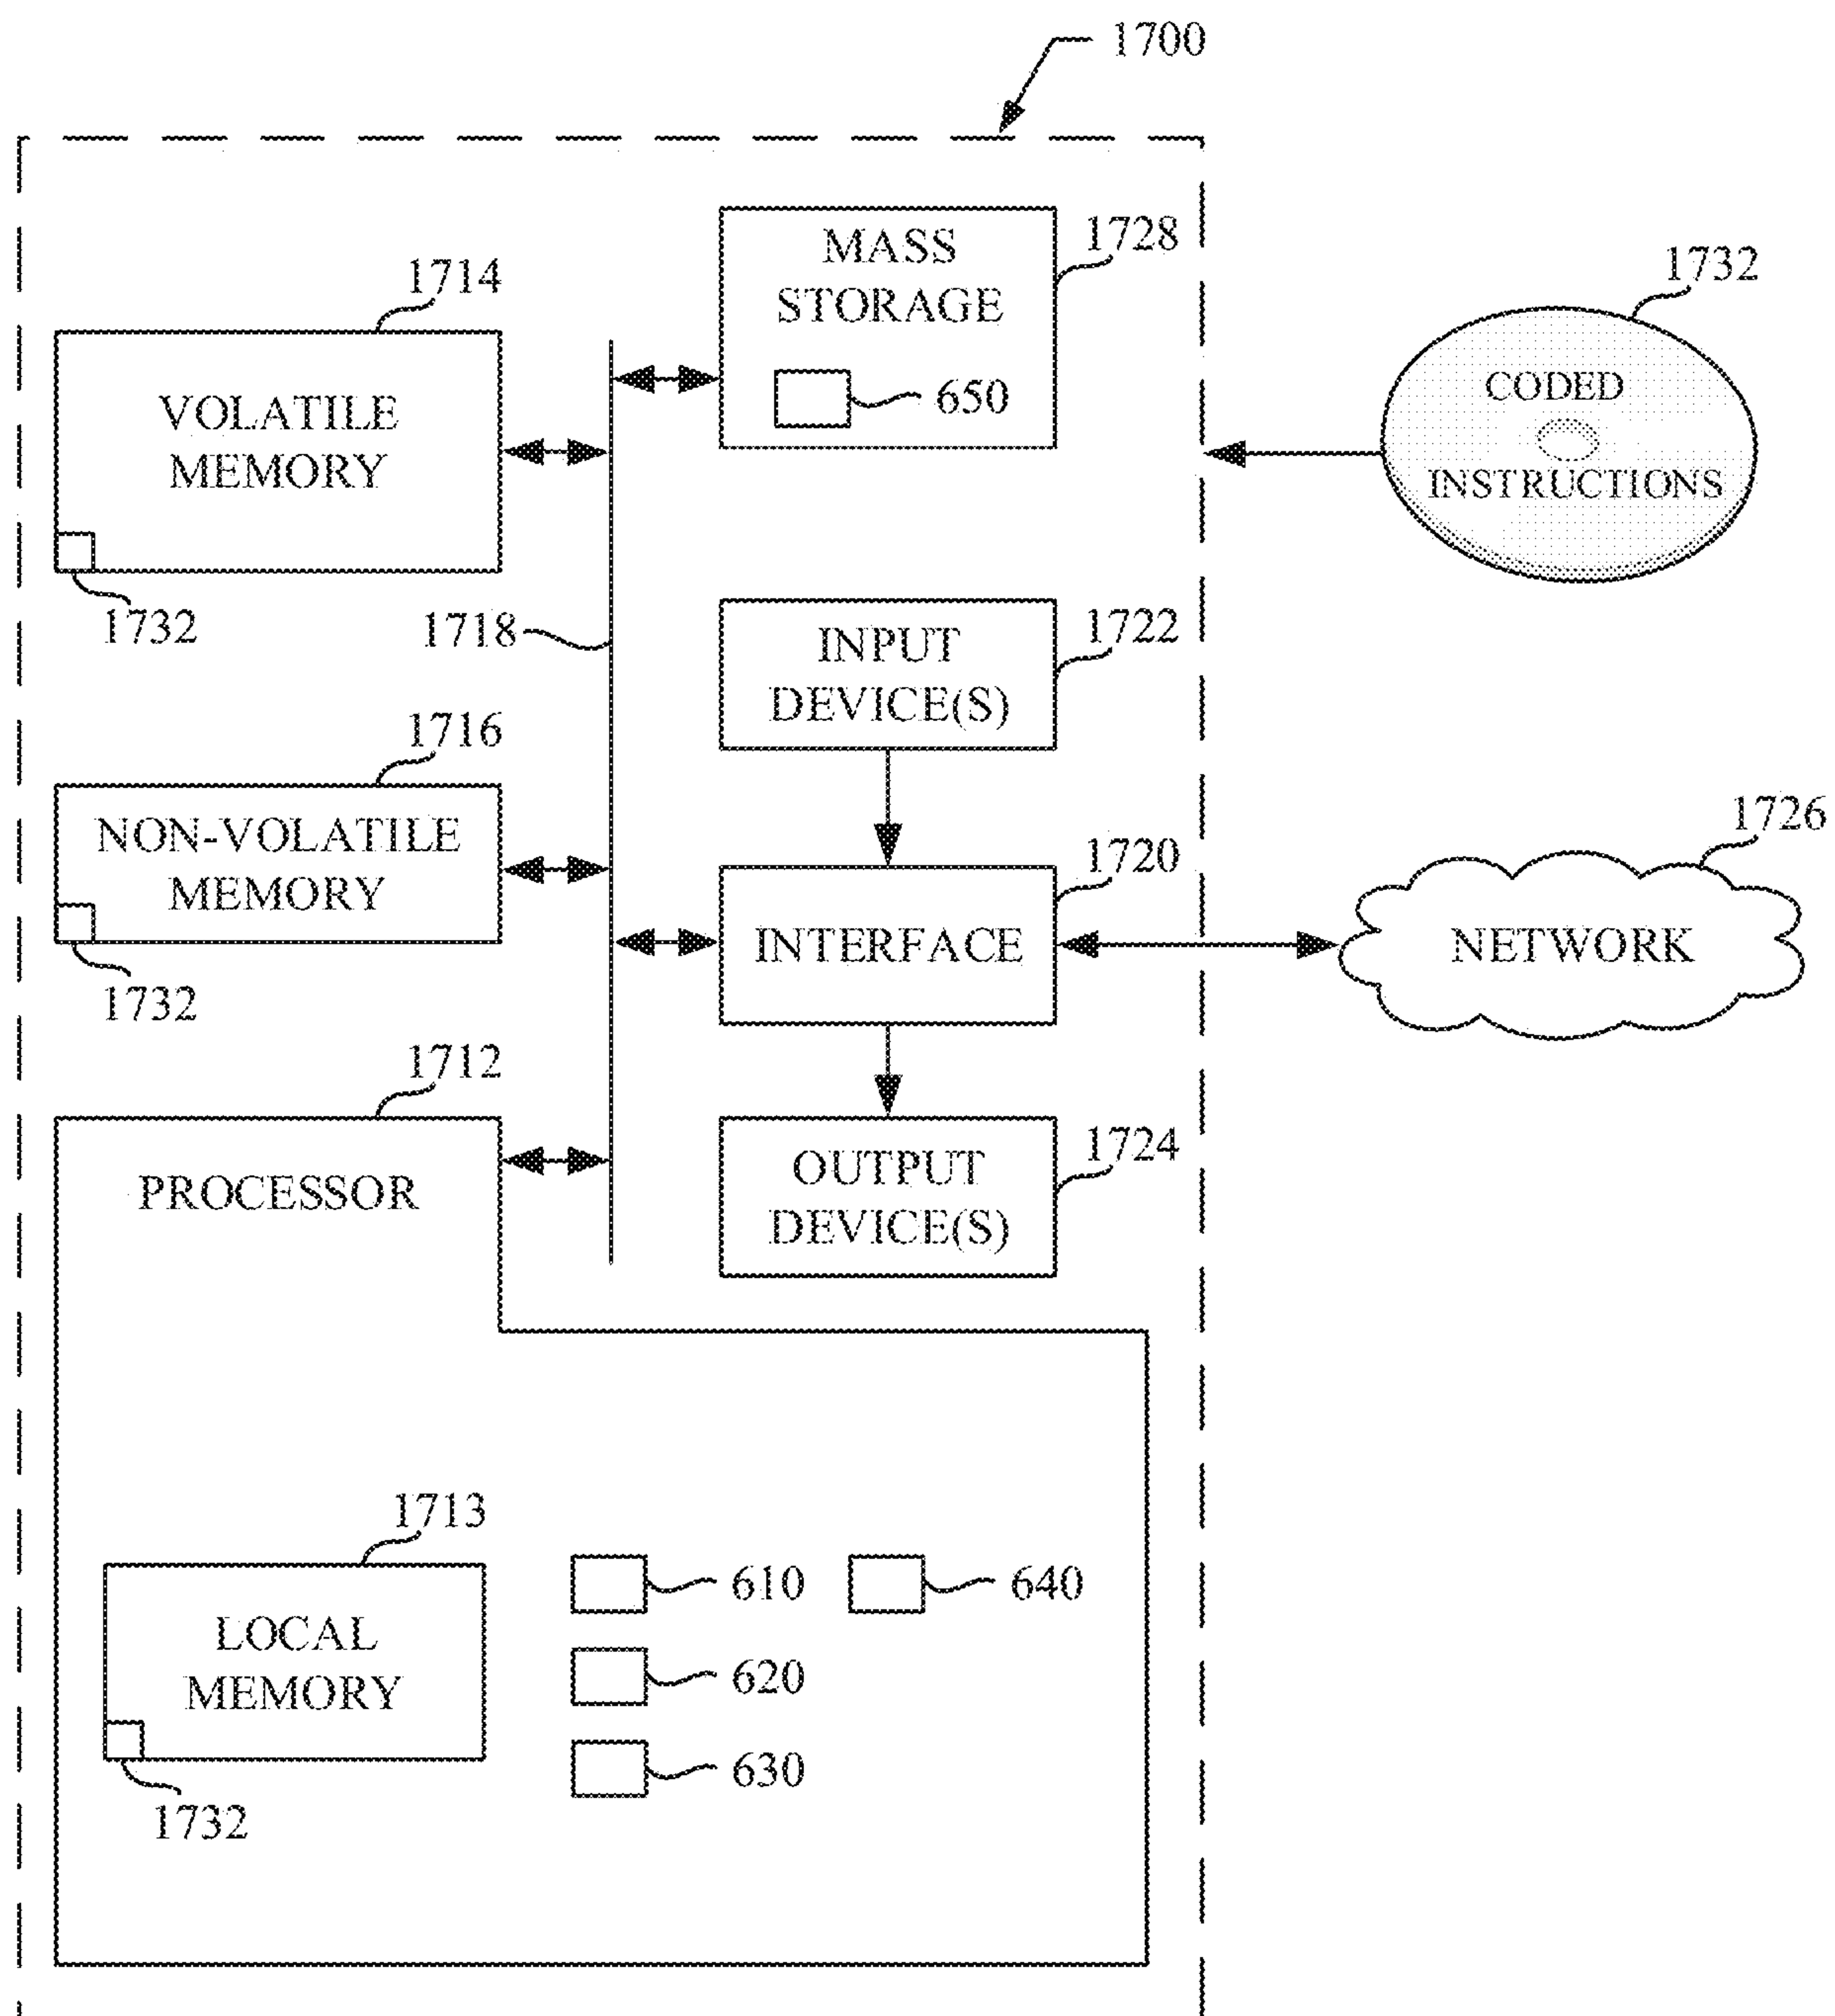 1700
MASS
STORAGE
1728
650
1714
VOLATILE
MEMORY
1732
1732
CODED
INSTRUCTIONS
1718
INPUT
DEVICE(S)
1722
1716
NON-VOLATILE
MEMORY
1732
1720
INTERFACE
1726
NETWORK
1712
PROCESSOR
1724
OUTPUT
DEVICE(S)
1713
LOCAL
MEMORY
1732
610
640
620
630